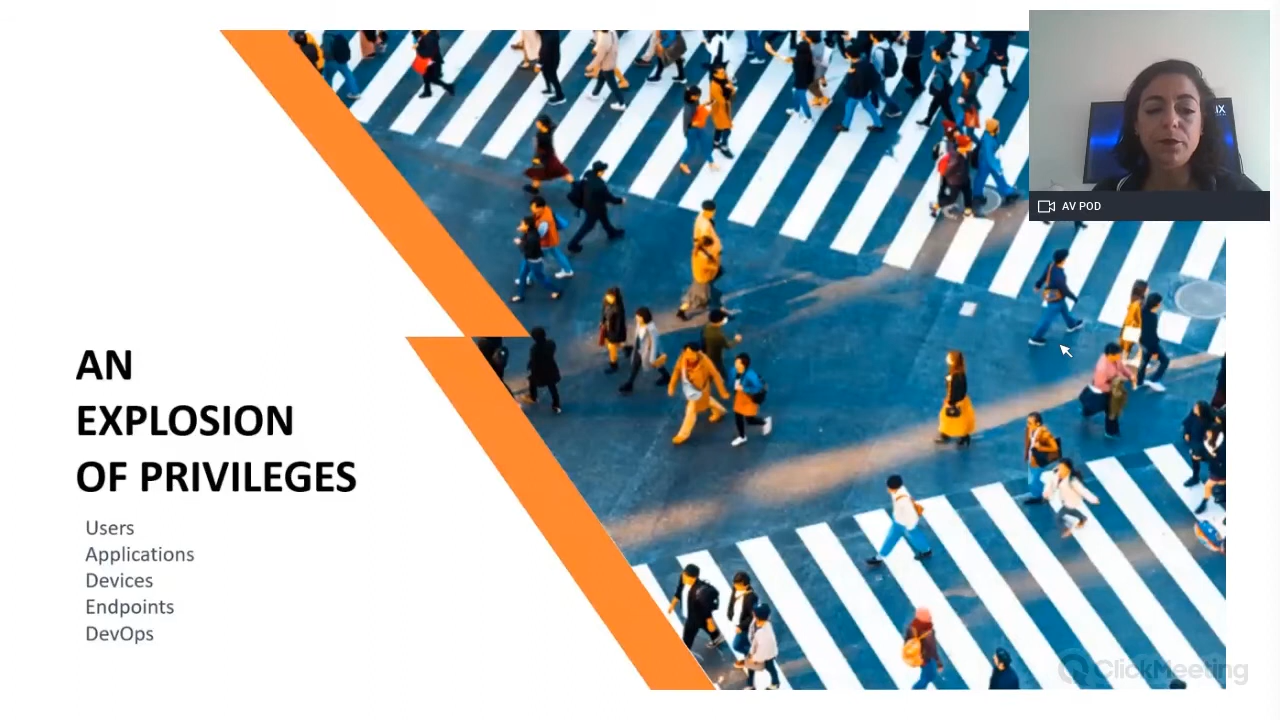 AN
EXPLOSION
OF PRIVILEGES
Users
Applications
Devices
Endpoints
DevOps
AV POD
ClickMeeting